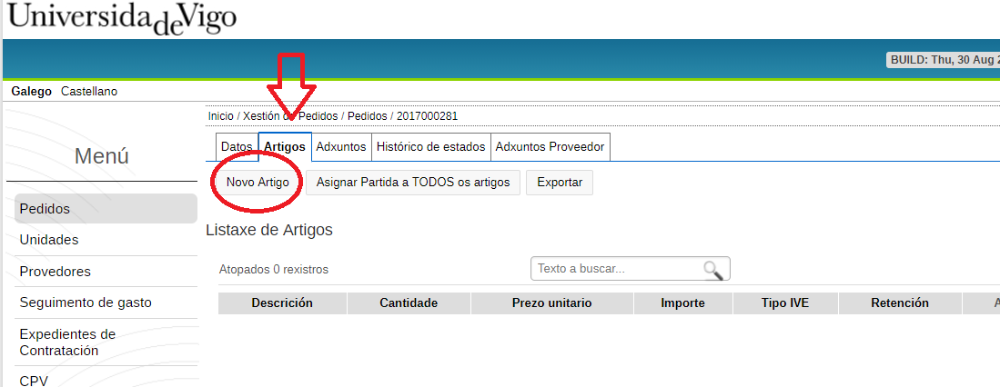 Universidade Vigo
BUILD: Thu, 30 Aug
Galego Castellano
Inicio / Xestión de Pedidos / Pedidos / 2017000281
Menú
Datos Artigos Adxuntos Histórico de estados Adxuntos Proveedor
Novo Artigo Asignar Partida a TODOS os artigos Exportar
Pedidos
Unidades
Provedores
Seguimento de gasto
Expedientes de
Contratación
CPV
Listaxe de Artigos
Atopados 0 rexistros Texto a buscar...
Descrición Cantidade Prezo unitario Importe Tipo IVE Retención